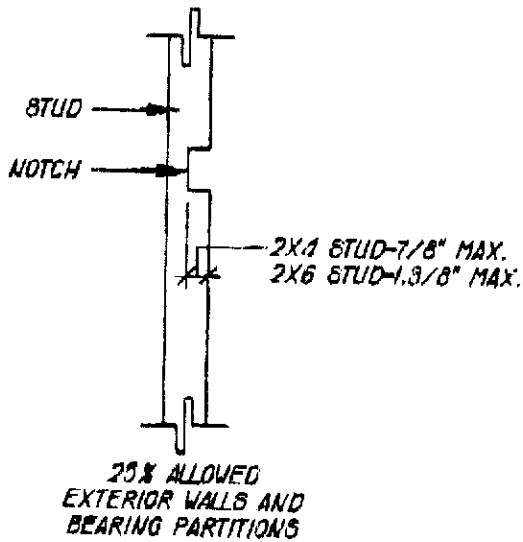 STUD
NOTCH
2X4 STUD-7/8" MAX.
2X6 STUD-1.3/8" MAX.
25% ALLOWED
EXTERIOR WALLS AND
BEARING PARTITIONS